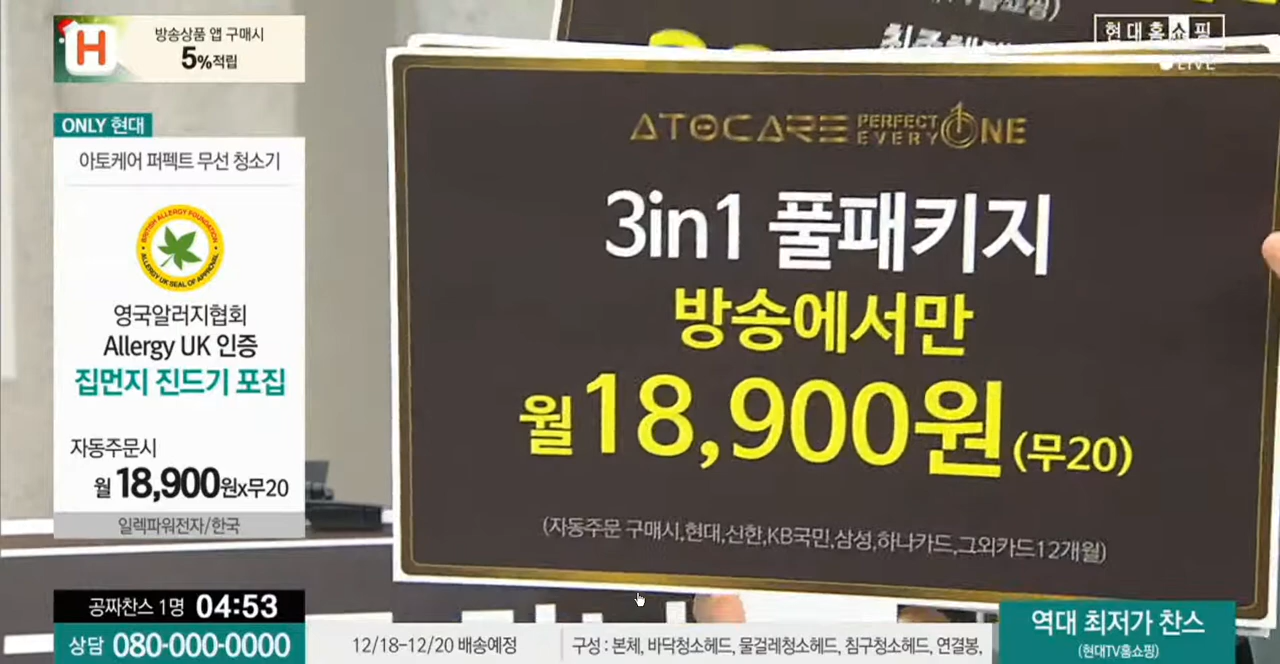 방송상품 앱 구매시
5%적립
H
ONLY 현대
아토케어 퍼펙트 무선 청소기
BRITISH ALLERGY FOUNDATION
ALLERGY UK SEAL OF APPROVAL
영국알러지협회
Allergy UK 인증
집먼지 진드기 포집
자동주문시
월 18,900원x무20
일렉파워전자/한국
현대홈쇼핑
LIVE
ATOCARE PERFECT EVERY ONE
3in1 풀패키지
방송에서만
월18,900원(무20)
(자동주문 구매시,현대,신한,KB국민,삼성,하나카드,그외카드12개월)
공짜찬스 1명 04:53
상담 080-000-0000
12/18-12/20 배송예정
구성 : 본체, 바닥청소헤드, 물걸레청소헤드, 침구청소헤드, 연결봉,
역대 최저가 찬스
(현대TV홈쇼핑)